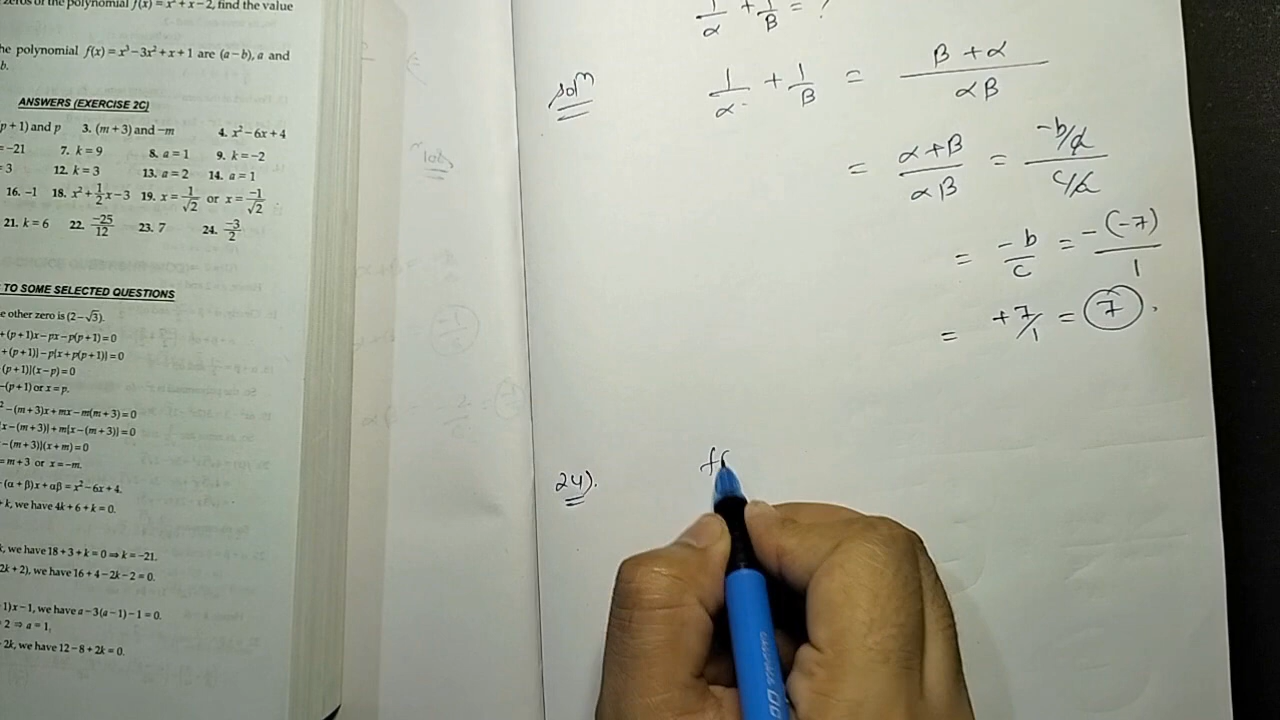 zeros of the polynomial f(x) = x² + x − 2, find the value
he polynomial f(x) = x³ − 3x² + x + 1 are (a − b), a and
b.
ANSWERS (EXERCISE 2C)
p + 1) and p 3. (m + 3) and −m 4. x² − 6x + 4
= −21 7. k = 9 8. a = 1 9. k = −2
= 3 12. k = 3 13. a = 2 14. a = 1
16. −1 18. x² + 1/2 x − 3 19. x = 1/√2 or x = −1/√2
21. k = 6 22. −25/12 23. 7 24. −3/2
TO SOME SELECTED QUESTIONS
e other zero is (2 − √3).
+ (p + 1)x − px − p(p + 1) = 0
+ (p + 1)} − p{x + p(p + 1)} = 0
(p + 1)}(x − p) = 0
−(p + 1) or x = p.
² − (m + 3)x + mx − m(m + 3) = 0
x − (m + 3)} + m{x − (m + 3)} = 0
− (m + 3)}(x + m) = 0
= m + 3 or x = −m.
− (α + β)x + αβ = x² − 6x + 4.
+ k, we have 4k + 6 + k = 0.
k, we have 18 + 3 + k = 0 ⇒ k = −21.
2k + 2), we have 16 + 4 − 2k − 2 = 0.
1)x − 1, we have a − 3(a − 1) − 1 = 0.
2 ⇒ a = 1,
2k, we have 12 − 8 + 2k = 0.
1/α + 1/β = ?
solⁿ 1/α + 1/β = β + α / αβ
= α + β / αβ = −b/a / c/a
= −b/c = −(−7)/1
= +7/1 = 7.
24). f(